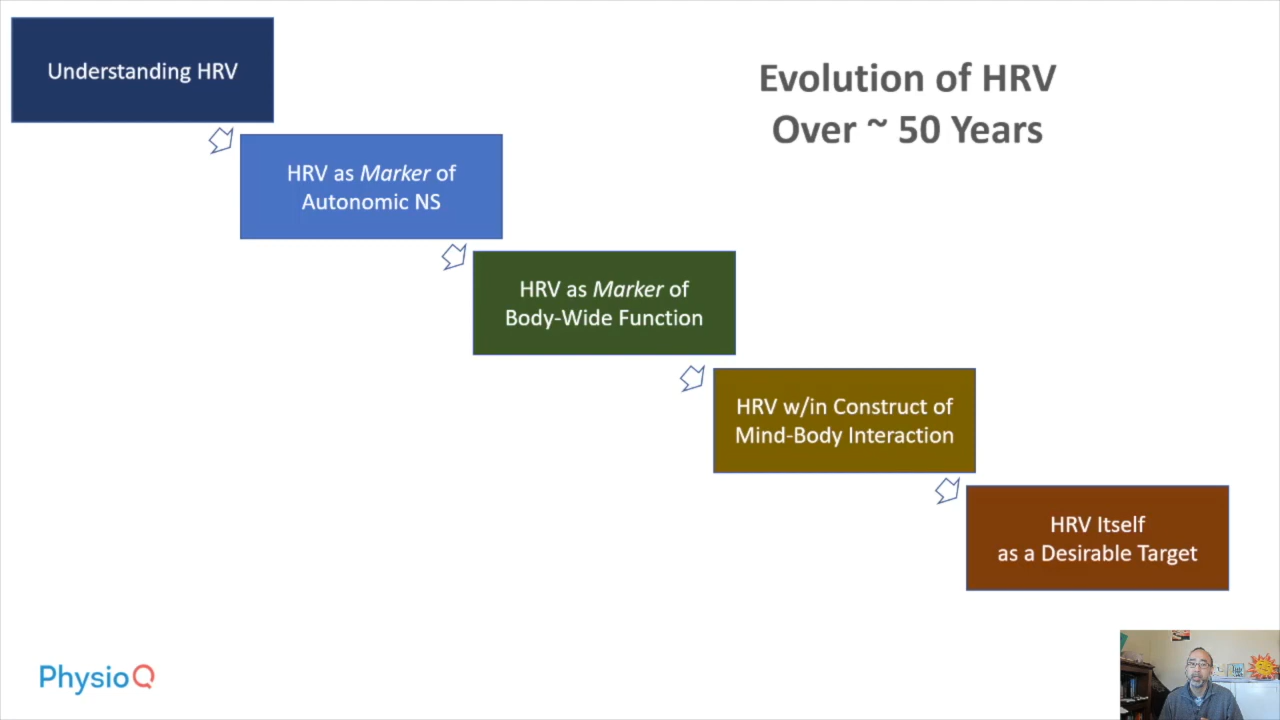 Understanding HRV
Evolution of HRV
Over ~ 50 Years
HRV as Marker of
Autonomic NS
HRV as Marker of
Body-Wide Function
HRV w/in Construct of
Mind-Body Interaction
HRV Itself
as a Desirable Target
PhysioQ